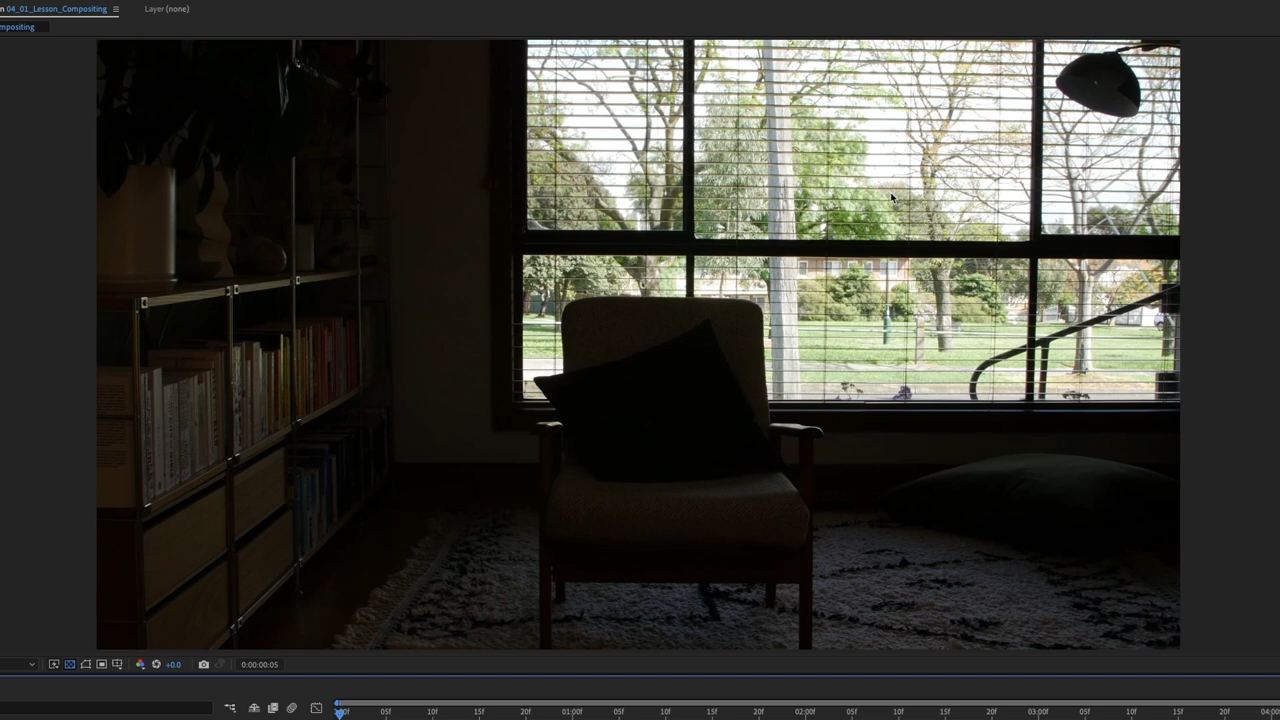 n 04_01_Lesson_Compositing
Layer (none)
mpositing
+0.0
0:00:00:05
:00f 05f 10f 15f 20f 01:00f 05f 10f 15f 20f 02:00f 05f 10f 15f 20f 03:00f 05f 10f 15f 20f 04:00